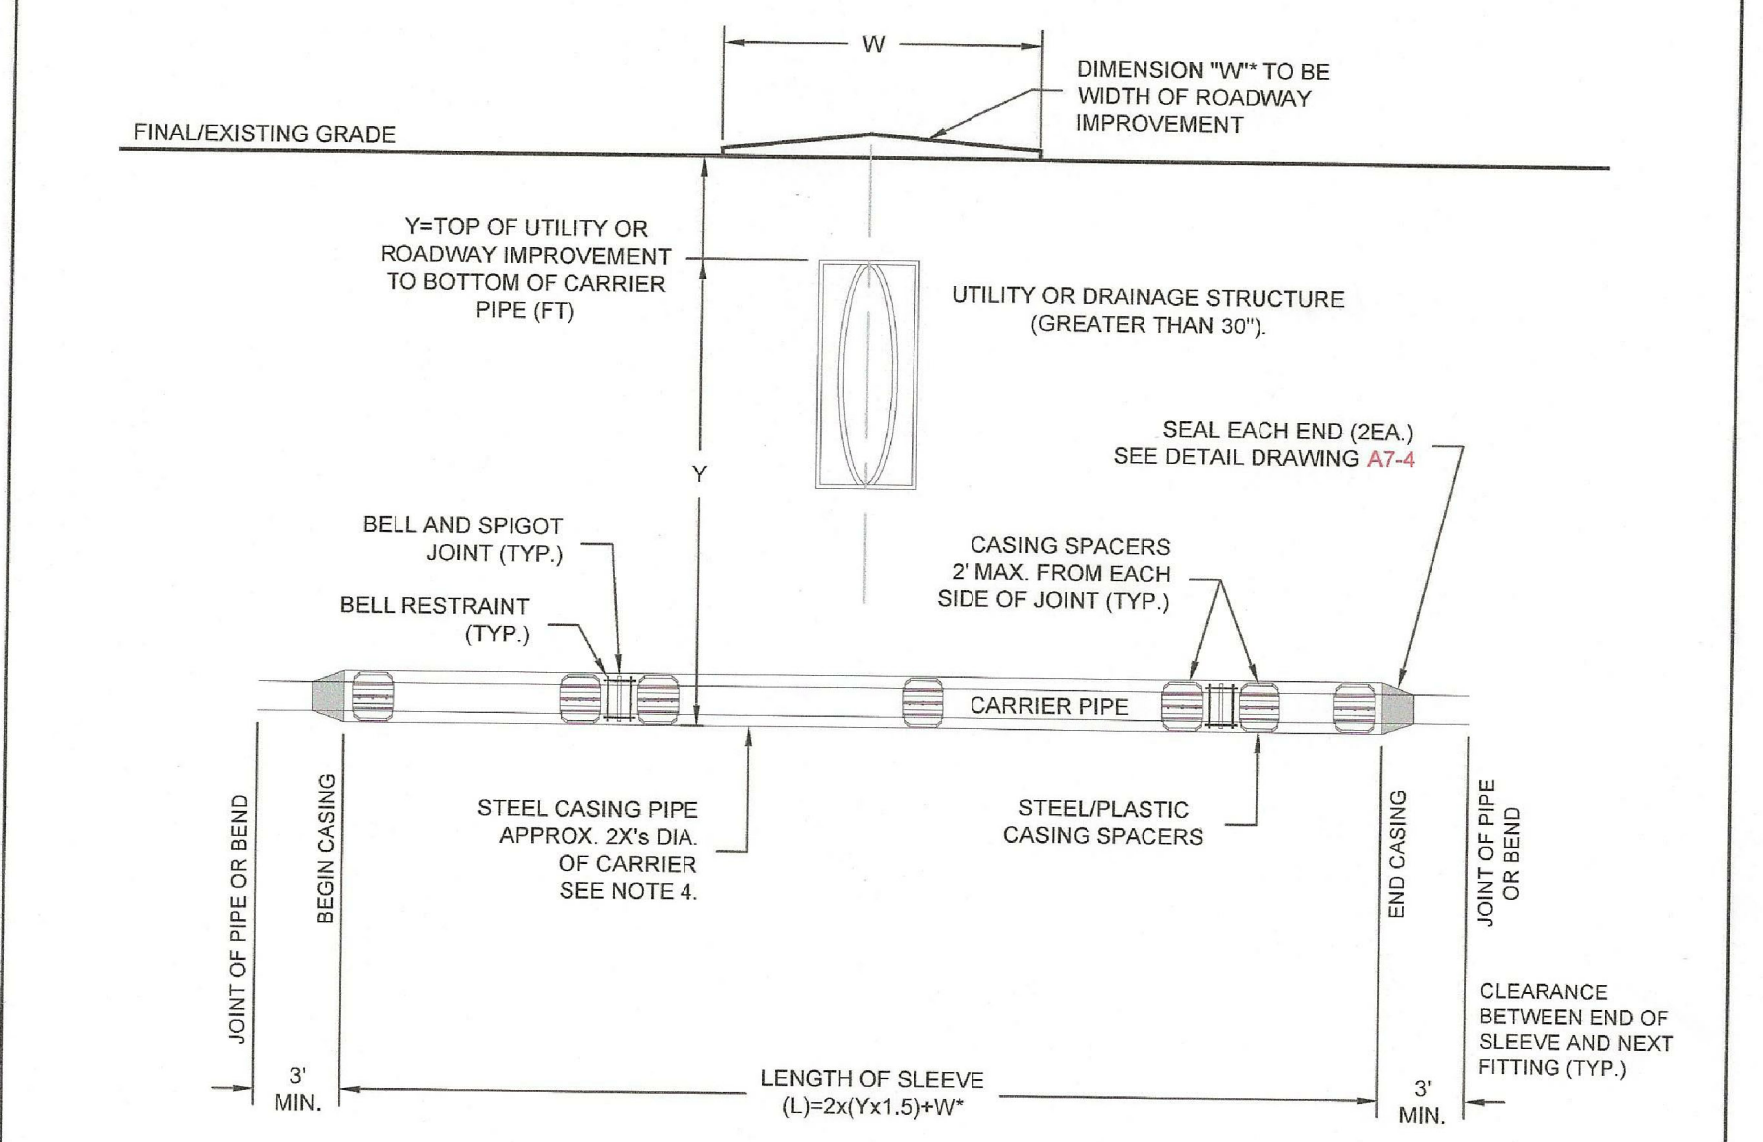 W
DIMENSION "W"* TO BE
WIDTH OF ROADWAY
IMPROVEMENT
FINAL/EXISTING GRADE
Y=TOP OF UTILITY OR
ROADWAY IMPROVEMENT
TO BOTTOM OF CARRIER
PIPE (FT)
UTILITY OR DRAINAGE STRUCTURE
(GREATER THAN 30").
SEAL EACH END (2EA.)
SEE DETAIL DRAWING A7-4
Y
BELL AND SPIGOT
JOINT (TYP.)
CASING SPACERS
2' MAX. FROM EACH
SIDE OF JOINT (TYP.)
BELL RESTRAINT
(TYP.)
CARRIER PIPE
STEEL CASING PIPE
APPROX. 2X's DIA.
OF CARRIER
SEE NOTE 4.
STEEL/PLASTIC
CASING SPACERS
JOINT OF PIPE OR BEND
BEGIN CASING
END CASING
JOINT OF PIPE
OR BEND
CLEARANCE
BETWEEN END OF
SLEEVE AND NEXT
FITTING (TYP.)
3'
MIN.
LENGTH OF SLEEVE
(L)=2x(Yx1.5)+W*
3'
MIN.